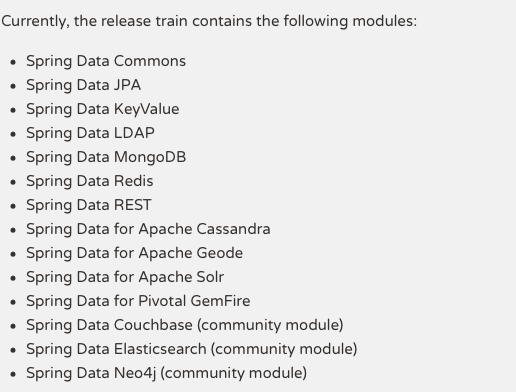 Currently, the release train contains the following modules:
• Spring Data Commons
• Spring Data JPA
• Spring Data KeyValue
• Spring Data LDAP
• Spring Data MongoDB
• Spring Data Redis
• Spring Data REST
• Spring Data for Apache Cassandra
• Spring Data for Apache Geode
• Spring Data for Apache Solr
• Spring Data for Pivotal GemFire
• Spring Data Couchbase (community module)
• Spring Data Elasticsearch (community module)
• Spring Data Neo4j (community module)